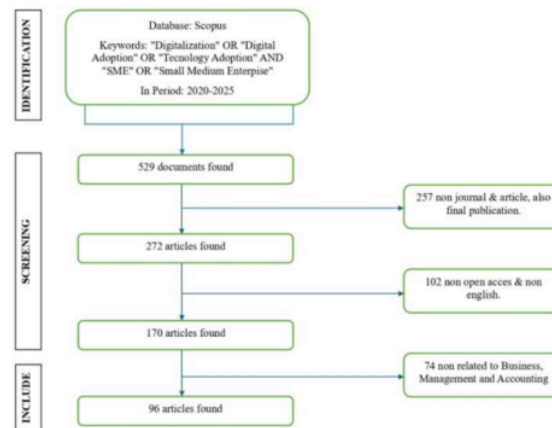 IDENTIFICATION
Database: Scopus
Keywords: "Digitalization" OR "Digital
Adoption" OR "Tecnology Adoption" AND
"SME" OR "Small Medium Enterpise"
In Period: 2020-2025
SCREENING
529 documents found
257 non journal & article, also
final publication.
272 articles found
102 non open acces & non
english.
170 articles found
74 non related to Business,
Management and Accounting
INCLUDE
96 articles found